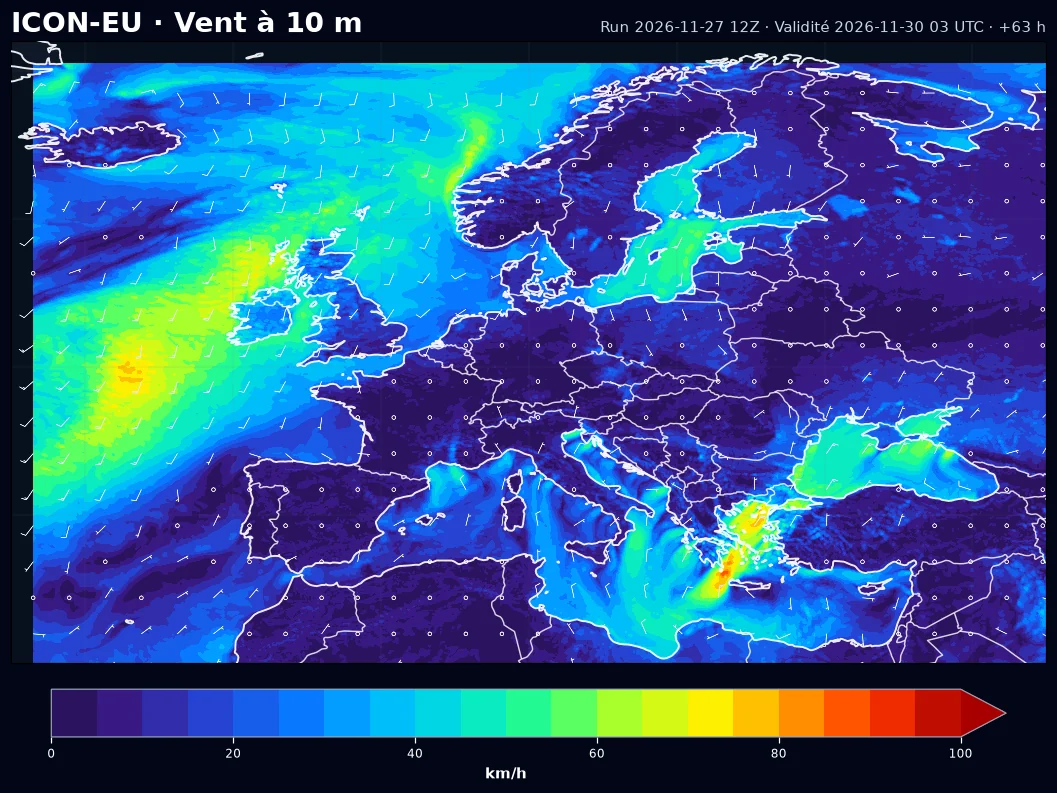 ICON-EU · Vent à 10 m
Run 2026-11-27 12Z · Validité 2026-11-30 03 UTC · +63 h
0 20 40 60 80 100
km/h